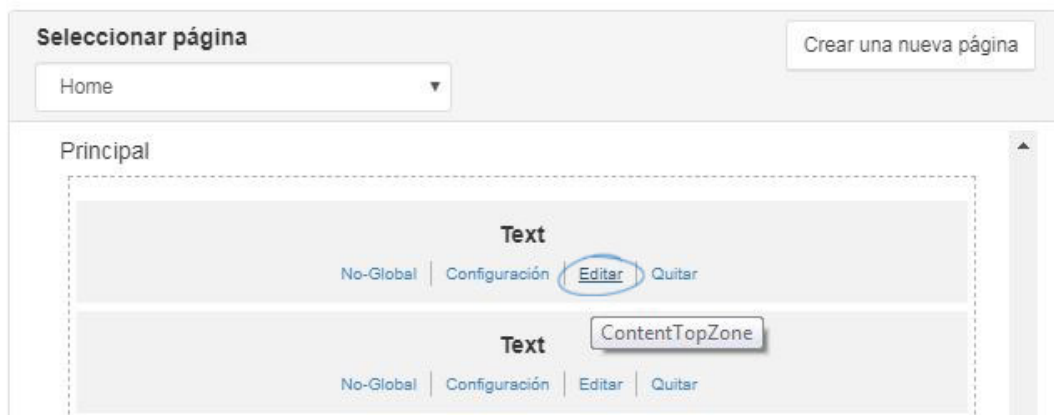 Seleccionar página
Crear una nueva página
Home
Principal
Text
No-Global Configuración Editar Quitar
ContentTopZone
Text
No-Global Configuración Editar Quitar